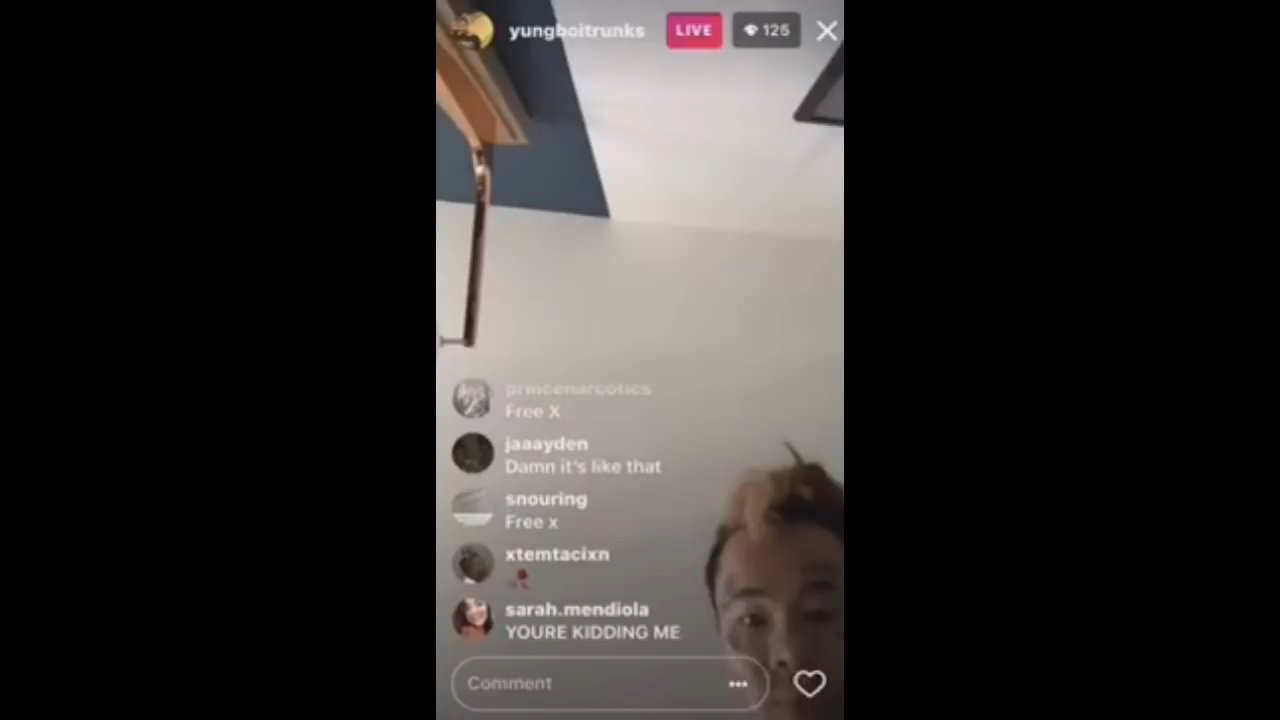 yungboitrunks LIVE 125
princenarcotics
Free X
jaaayden
Damn it's like that
snouring
Free x
xtemtacixn
sarah.mendiola
YOURE KIDDING ME
Comment